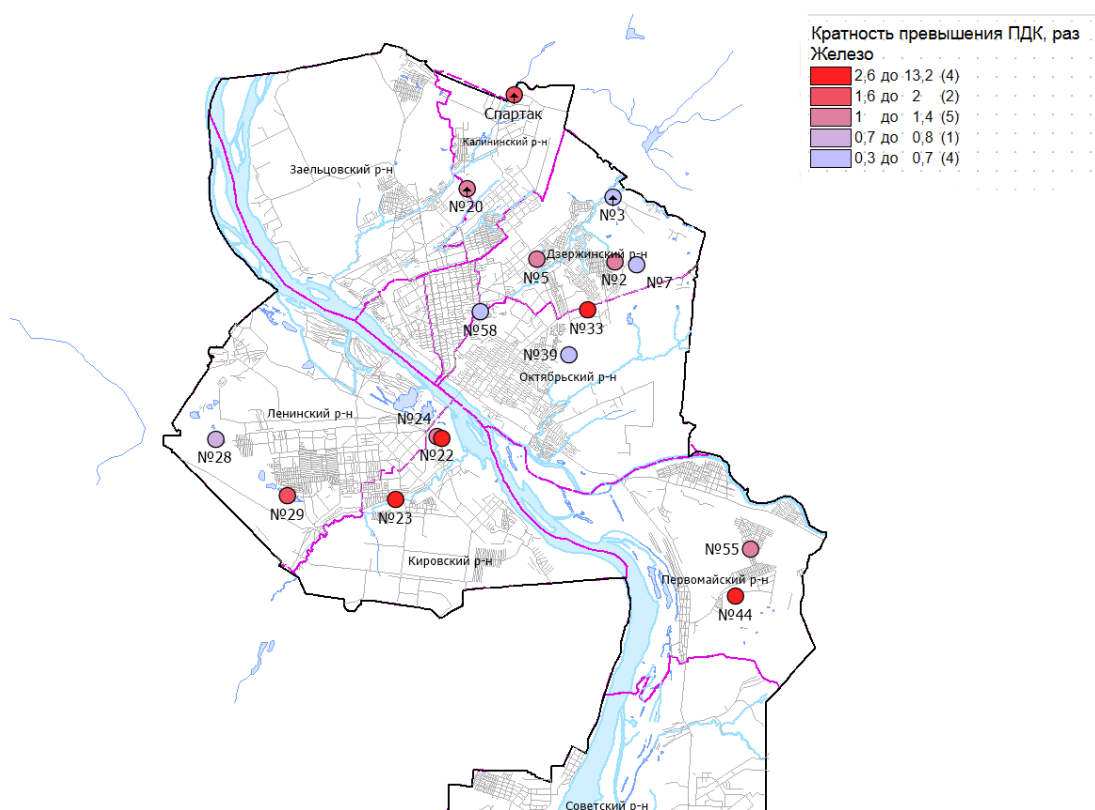 Кратность превышения ПДК, раз
Железо
2,6 до 13,2 (4)
1,6 до 2 (2)
1 до 1,4 (5)
0,7 до 0,8 (1)
0,3 до 0,7 (4)
Спартак
Калининский р-н
Заельцовский р-н
№20
№3
Дзержинский р-н
№5
№2
№7
№58
№33
№39
Октябрьский р-н
Ленинский р-н
№24
№22
№28
№29
№23
Кировский р-н
№55
Первомайский р-н
№44
Советский р-н